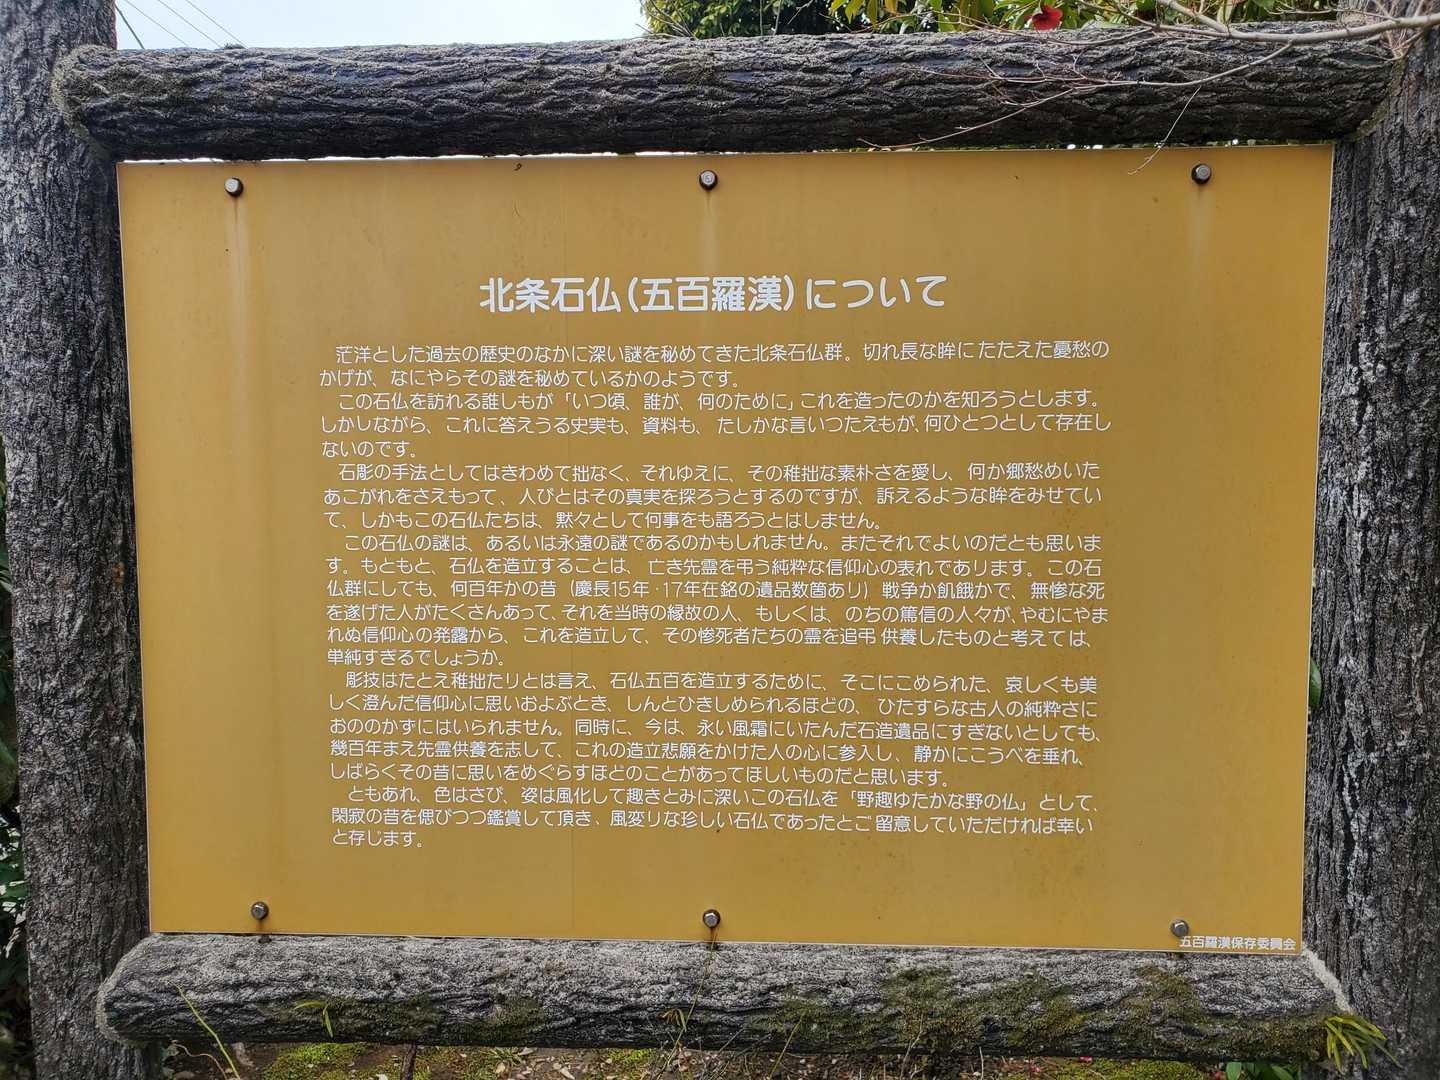 北条石仏(五百羅漢)について
茫洋とした過去の歴史のなかに深い謎を秘めてきた北条石仏群。切れ長な眸にたたえた憂愁の
かげが、なにやらその謎を秘めているかのようです。
この石仏を訪れる誰しもが「いつ頃、誰が、何のために」これを造ったのかを知ろうとします。
しかしながら、これに答えうる史実も、資料も、たしかな言いつたえもが、何ひとつとして存在し
ないのです。
石彫の手法としてはきわめて拙なく、それゆえに、その稚拙な素朴さを愛し、何か郷愁めいた
あこがれをさえもって、人びとはその真実を探ろうとするのですが、訴えるような眸をみせてい
て、しかもこの石仏たちは、黙々として何事をも語ろうとはしません。
この石仏の謎は、あるいは永遠の謎であるのかもしれません。またそれでよいのだとも思いま
す。もともと、石仏を造立することは、亡き先霊を弔う純粋な信仰心の表れであります。この石
仏群にしても、何百年かの昔(慶長15年・17年在銘の遺品数箇あり)戦争か飢餓かで、無惨な死
を遂げた人がたくさんあって、それを当時の縁故の人、もしくは、のちの篤信の人々が、やむにやま
れぬ信仰心の発露から、これを造立して、その惨死者たちの霊を追弔供養したものと考えては、
単純すぎるでしょうか。
彫技はたとえ稚拙たりとは言え、石仏五百を造立するために、そこにこめられた、哀しくも美
しく澄んだ信仰心に思いおよぶとき、しんとひきしめられるほどの、ひたすらな古人の純粋さに
おののかずにはいられません。同時に、今は、永い風霜にいたんだ石造遺品にすぎないとしても、
幾百年まえ先霊供養を志して、これの造立悲願をかけた人の心に参入し、静かにこうべを垂れ、
しばらくその昔に思いをめぐらすほどのことがあってほしいものだと思います。
ともあれ、色はさび、姿は風化して趣きとみに深いこの石仏を「野趣ゆたかな野の仏」として、
閑寂の昔を偲びつつ鑑賞して頂き、風変りな珍しい石仏であったとご留意していただければ幸い
と存じます。
五百羅漢保存委員会